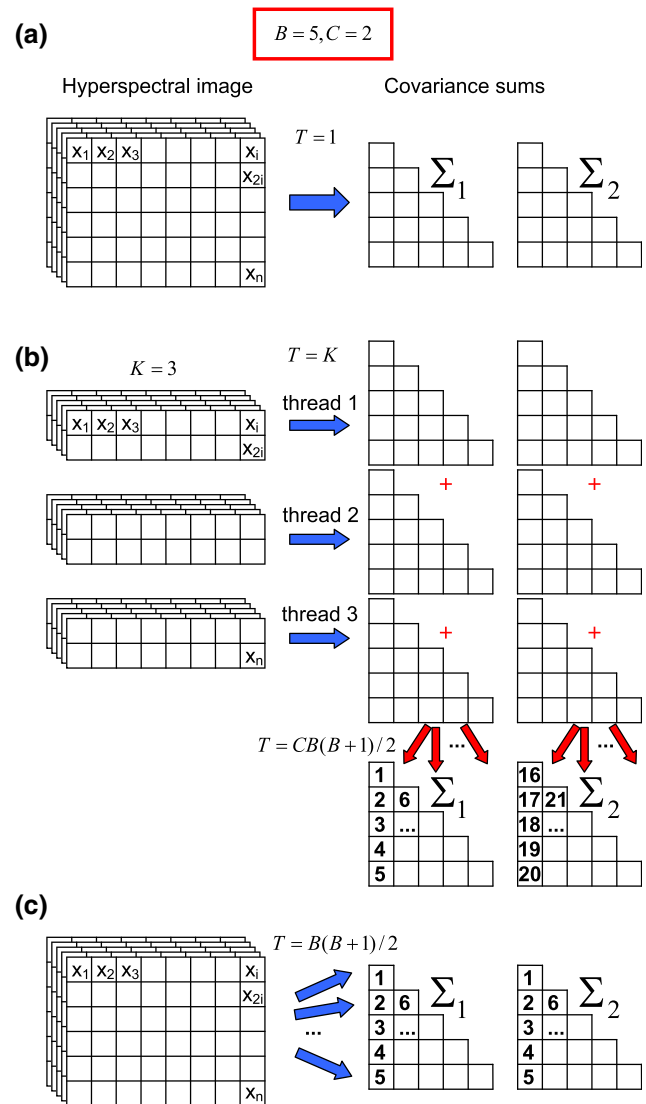 (a)
B = 5, C = 2
Hyperspectral image
Covariance sums
T = 1
x1 x2 x3 xi
x2i
xn
Σ1
Σ2
(b)
K = 3
T = K
thread 1
x1 x2 x3 xi
x2i
+ +
thread 2
thread 3
+ +
xn
T = CB(B + 1) / 2
... ...
1 16
2 6 Σ1 17 21 Σ2
3 ... 18 ...
4 19
5 20
(c)
T = B(B + 1) / 2
x1 x2 x3 xi
x2i
xn
...
1 1
2 6 Σ1 2 6 Σ2
3 ... 3 ...
4 4
5 5